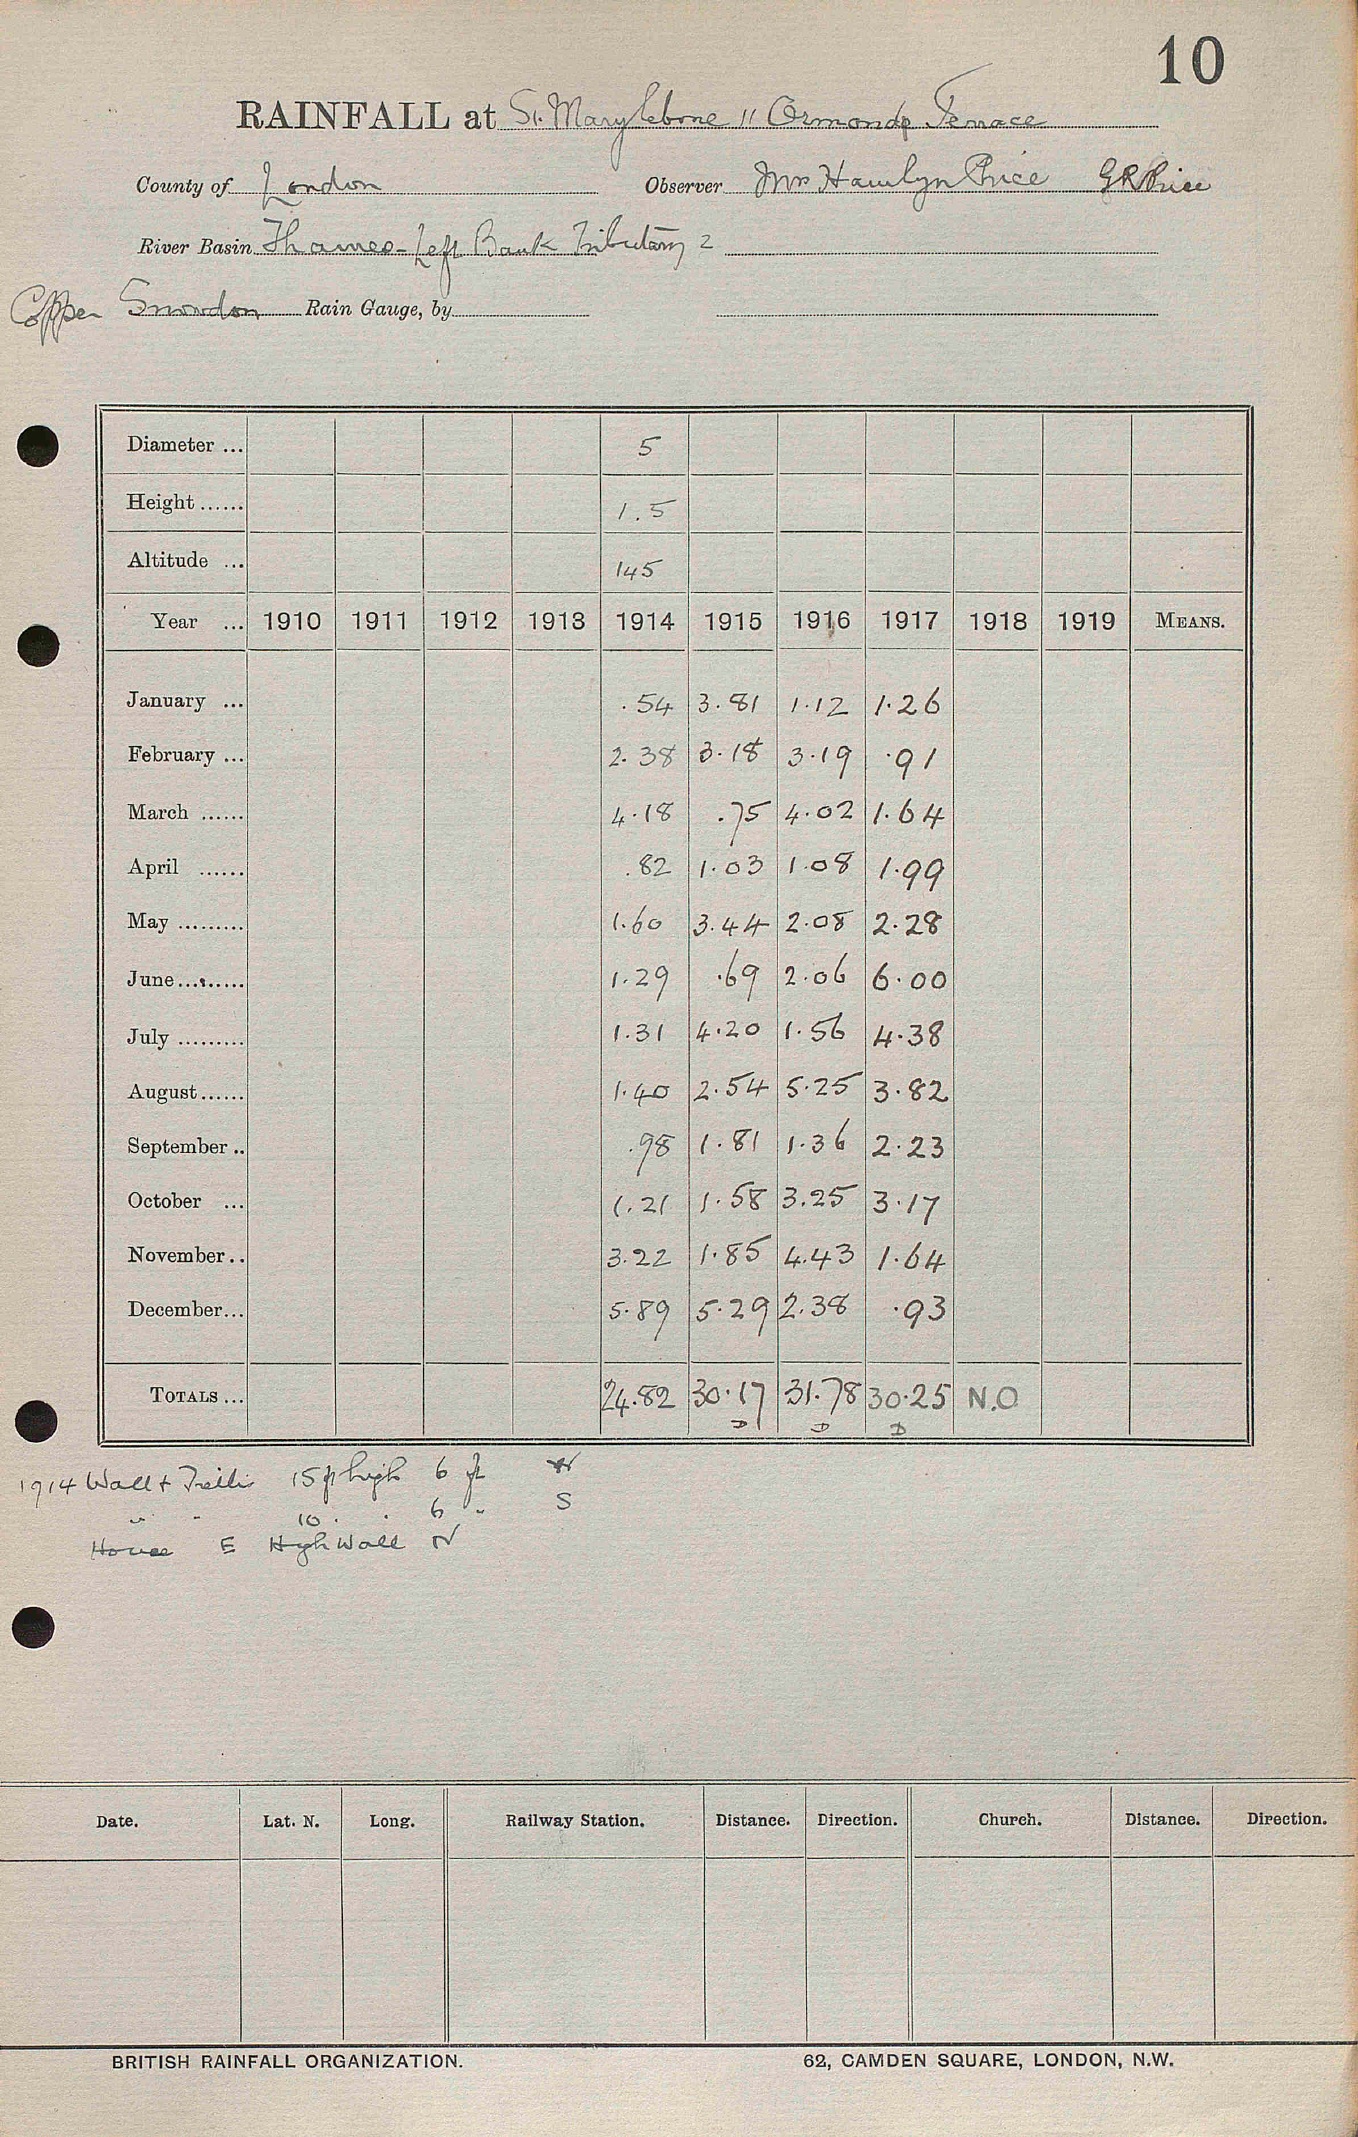 10
RAINFALL at St. Marylebone 11 Ormonde Terrace
County of London Observer Mrs Hamlyn Price G R Price
River Basin Thames - Left Bank Tributary 2
Copper Snowdon Rain Gauge, by
Diameter ... 5
Height ...... 1.5
Altitude ... 145
Year ... 1910 1911 1912 1913 1914 1915 1916 1917 1918 1919 MEANS.
January ... .54 3.81 1.12 1.26
February ... 2.38 3.18 3.19 .91
March ...... 4.18 .75 4.02 1.64
April ...... .82 1.03 1.08 1.99
May ......... 1.60 3.44 2.08 2.28
June ......... 1.29 .69 2.06 6.00
July ......... 1.31 4.20 1.56 4.38
August ...... 1.40 2.54 5.25 3.82
September .. .98 1.81 1.36 2.23
October ... 1.21 1.58 3.25 3.17
November .. 3.22 1.85 4.43 1.64
December ... 5.89 5.29 2.38 .93
TOTALS ... 24.82 30.17 31.78 30.25 N.O
D D D
1914 Wall + Trellis 15 ft high 6 ft W
" " 10 . . 6 " S
House E High Wall N
Date. Lat. N. Long. Railway Station. Distance. Direction. Church. Distance. Direction.
BRITISH RAINFALL ORGANIZATION. 62, CAMDEN SQUARE, LONDON, N.W.